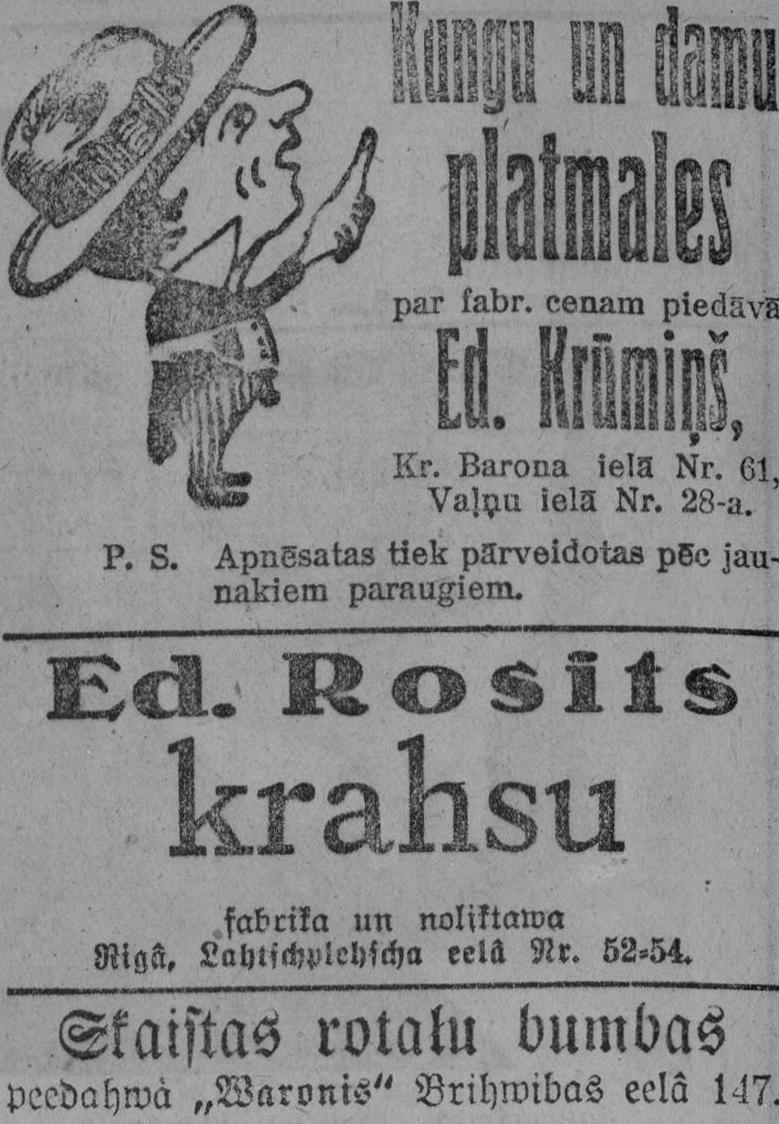 Kungu un damu
platmales
par fabr. cenam piedāvā
Ed. Krūmiņš,
Kr. Barona ielā Nr. 61,
Vaļņu ielā Nr. 28-a.
P. S. Apnēsatas tiek pārveidotas pēc jau-
nakiem paraugiem.
Ed. Rosits
krahsu
fabrika un noliktawa
Rigâ, Lahtschplehscha eelâ Nr. 52-54.
Skaistas rotaļu bumbas
peedahwà „Waronis“ Brihwibas eelâ 147.